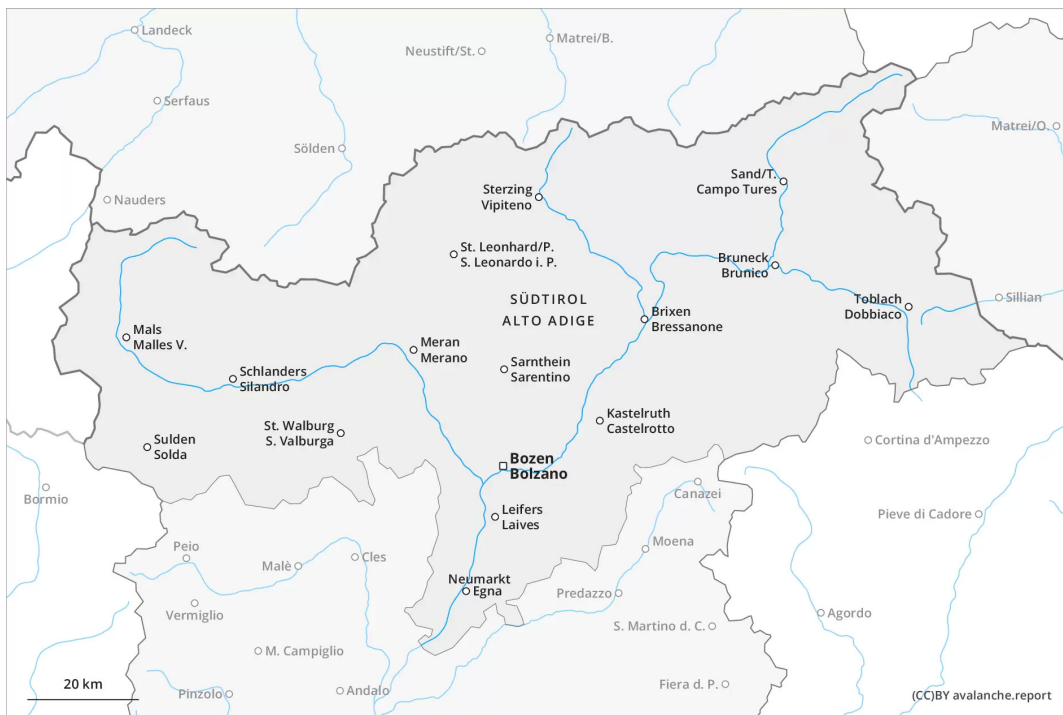 Landeck
Matrei/B.
Neustift/St.
Serfaus
Matrei/O.
Sölden
Sand/T.
Campo Tures
Sterzing
Vipiteno
Nauders
St. Leonhard/P.
S. Leonardo i. P.
Bruneck
Brunico
SÜDTIROL
ALTO ADIGE
Toblach
Dobbiaco
Sillian
Brixen
Bressanone
Mals
Malles V.
Meran
Merano
Sarnthein
Sarentino
Schlanders
Silandro
Kastelruth
Castelrotto
St. Walburg
S. Valburga
Sulden
Solda
Cortina d'Ampezzo
Bozen
Bolzano
Bormio
Canazei
Leifers
Laives
Pieve di Cadore
Peio
Moena
Cles
Malè
Neumarkt
Egna
Predazzo
Vermiglio
Agordo
S. Martino d. C.
M. Campiglio
20 km
Pinzolo
Andalo
Fiera d. P.
(CC)BY avalanche.report